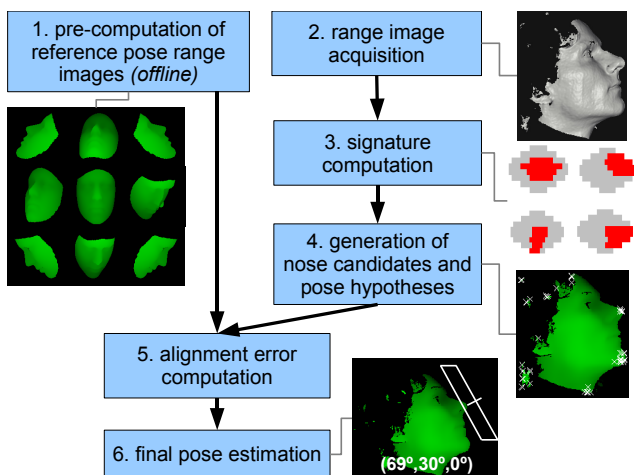 1. pre-computation of
reference pose range
images (offline)
2. range image
acquisition
3. signature
computation
4. generation of
nose candidates and
pose hypotheses
5. alignment error
computation
6. final pose estimation
(69º,30º,0º)